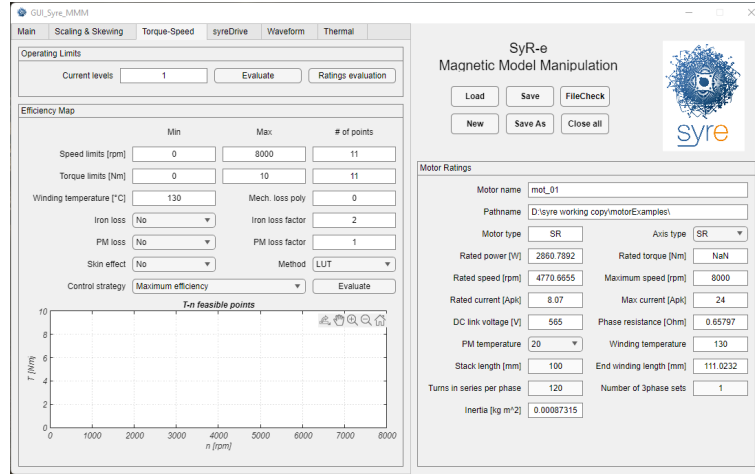 GUI_Syre_MMM
Main Scaling & Skewing Torque-Speed syreDrive Waveform Thermal
Operating Limits
Current levels 1 Evaluate Ratings evaluation
Efficiency Map
Min Max # of points
Speed limits [rpm] 0 8000 11
Torque limits [Nm] 0 10 11
Winding temperature [°C] 130 Mech. loss poly 0
Iron loss No Iron loss factor 2
PM loss No PM loss factor 1
Skin effect No Method LUT
Control strategy Maximum efficiency Evaluate
T-n feasible points
10
8
6
4
2
0
T [Nm]
0 1000 2000 3000 4000 5000 6000 7000 8000
n [rpm]
SyR-e
Magnetic Model Manipulation
Load Save FileCheck
New Save As Close all
syre
Motor Ratings
Motor name mot_01
Pathname D:\syre working copy\motorExamples\
Motor type SR Axis type SR
Rated power [W] 2860.7892 Rated torque [Nm] NaN
Rated speed [rpm] 4770.6655 Maximum speed [rpm] 8000
Rated current [Apk] 8.07 Max current [Apk] 24
DC link voltage [V] 565 Phase resistance [Ohm] 0.65797
PM temperature 20 Winding temperature 130
Stack length [mm] 100 End winding length [mm] 111.0232
Turns in series per phase 120 Number of 3phase sets 1
Inertia [kg m^2] 0.00087315